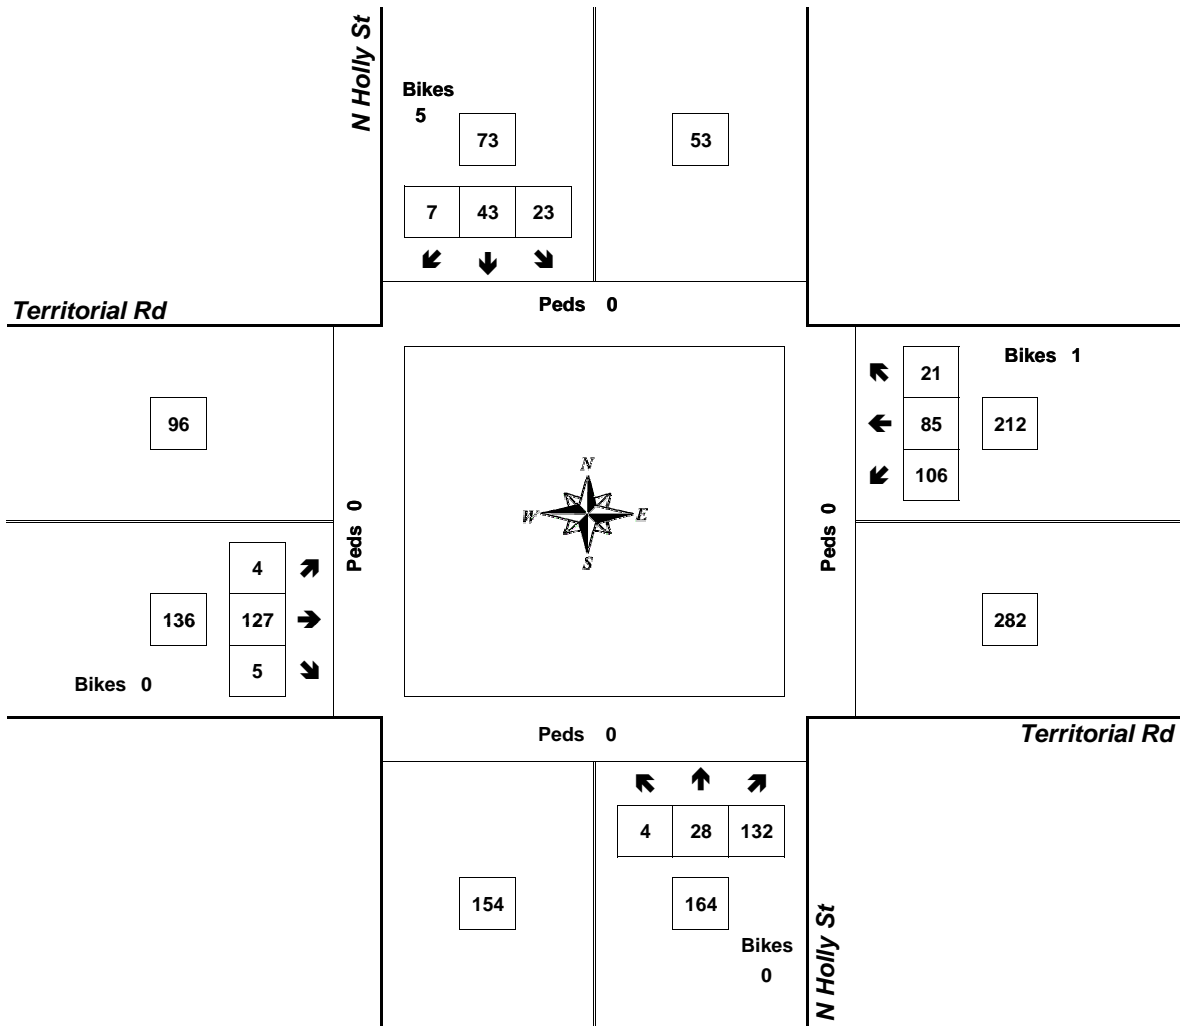 N Holly St
Bikes
5
73
53
7 43 23
Peds 0
Territorial Rd
Bikes 1
21
96
85 212
106
N
W E
S
Peds 0
Peds 0
4
136 127
282
5
Bikes 0
Peds 0
Territorial Rd
4 28 132
154
164
Bikes
0
N Holly St